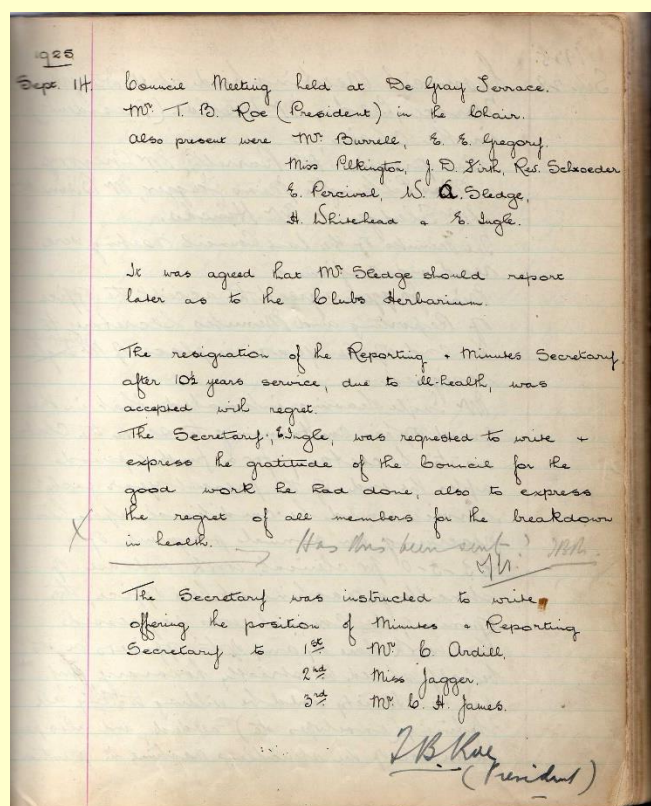 1925
Sept. 14. Council Meeting held at De Gray Terrace.
Mr. T. B. Roe (President) in the Chair.
Also present were Mr. Burrell, E. E. Gregory.
Miss Pilkington, J. D. Firth, Rev. Schroeder
E. Percival, W. A. Sledge,
H. Whitehead + E. Ingle.
It was agreed that Mr. Sledge should report
later as to the Clubs Herbarium.
The resignation of the Reporting + Minutes Secretary.
after 10½ years service, due to ill-health, was
accepted with regret.
The Secretary, E. Ingle, was requested to write +
express the gratitude of the Council for the
good work he had done, also to express
the regret of all members for the breakdown
X in health. Has this been sent? TBR.
The Secretary was instructed to write,
offering the position of Minutes + Reporting
Secretary to 1st Mr. C Ardill.
2nd Miss Jagger.
3rd Mr. C. H. James.
T B Roe
(President)